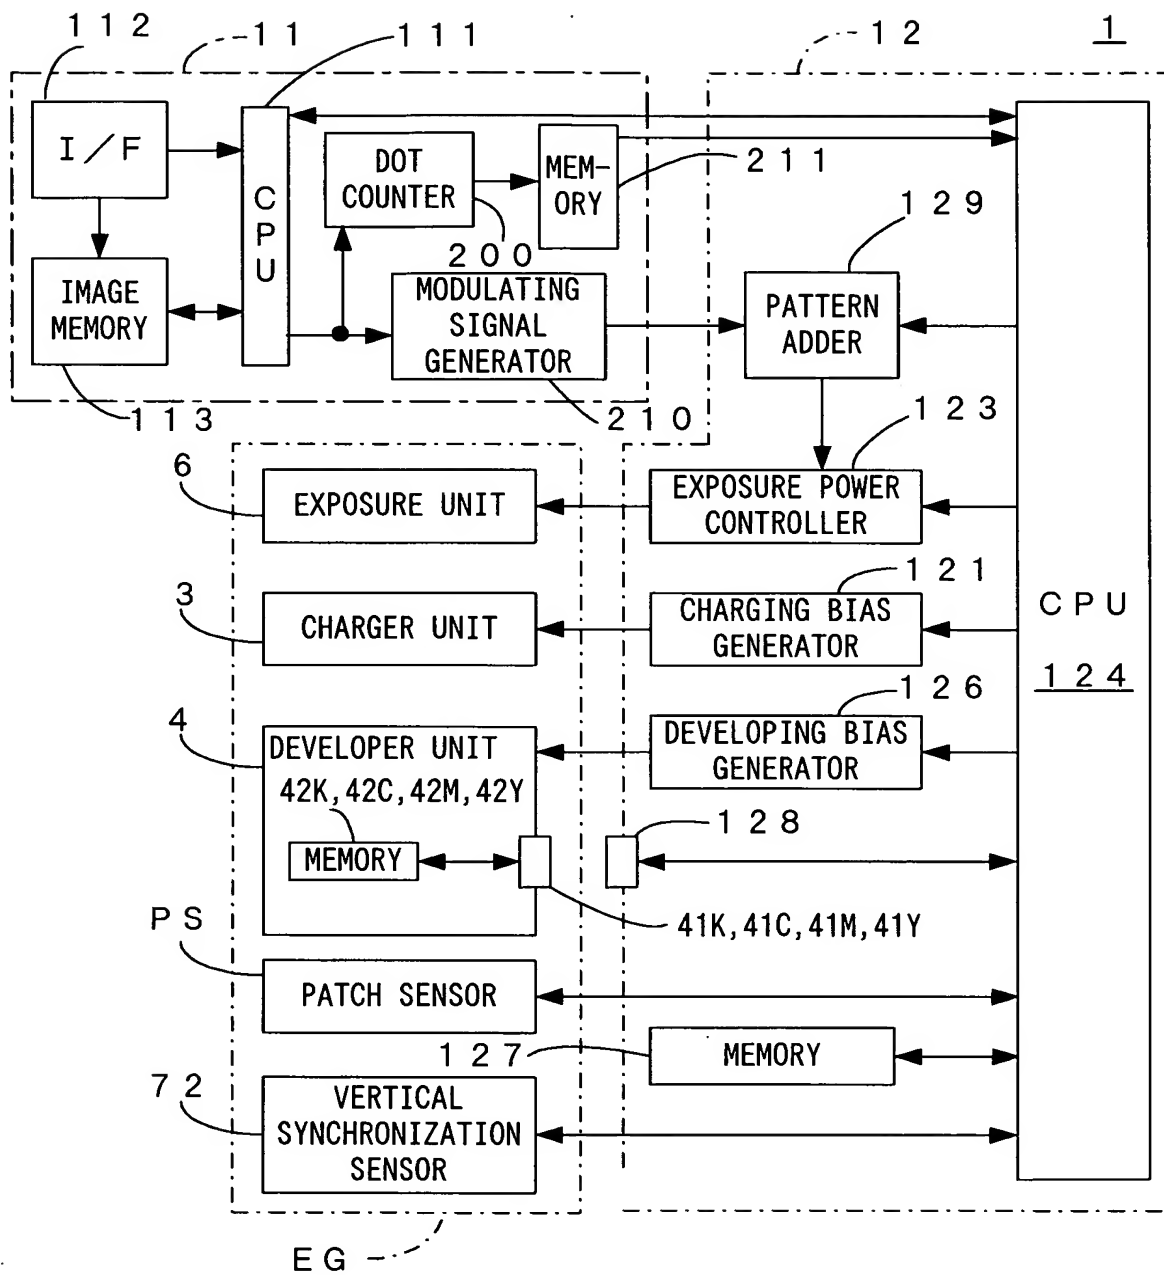 112
11
111
12
1
I/F
CPU
DOT
COUNTER
MEM-
ORY
211
200
129
IMAGE
MEMORY
MODULATING
SIGNAL
GENERATOR
PATTERN
ADDER
113
210
123
6
EXPOSURE UNIT
EXPOSURE POWER
CONTROLLER
121
3
CHARGER UNIT
CHARGING BIAS
GENERATOR
CPU
124
126
4
DEVELOPER UNIT
DEVELOPING BIAS
GENERATOR
42K,42C,42M,42Y
128
MEMORY
PS
41K,41C,41M,41Y
PATCH SENSOR
127
MEMORY
72
VERTICAL
SYNCHRONIZATION
SENSOR
EG